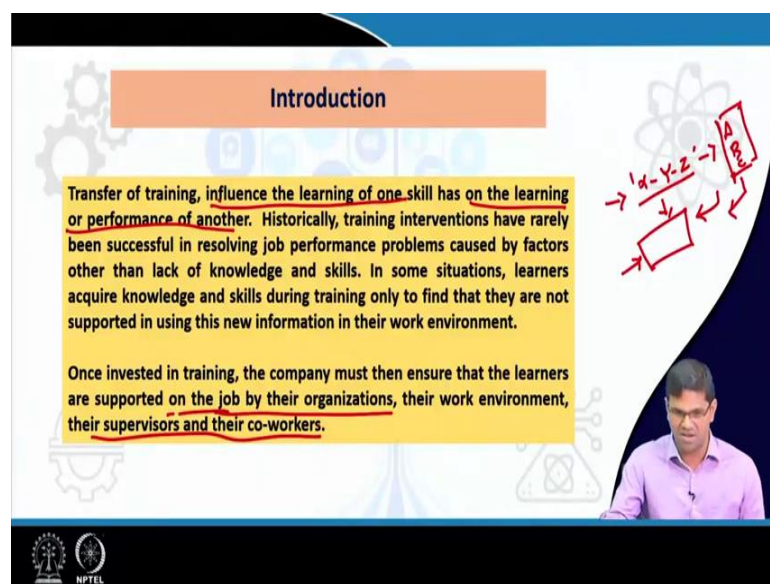 Introduction
Transfer of training, influence the learning of one skill has on the learning
or performance of another. Historically, training interventions have rarely
been successful in resolving job performance problems caused by factors
other than lack of knowledge and skills. In some situations, learners
acquire knowledge and skills during training only to find that they are not
supported in using this new information in their work environment.
Once invested in training, the company must then ensure that the learners
are supported on the job by their organizations, their work environment,
their supervisors and their co-workers.
A
B
NPTEL